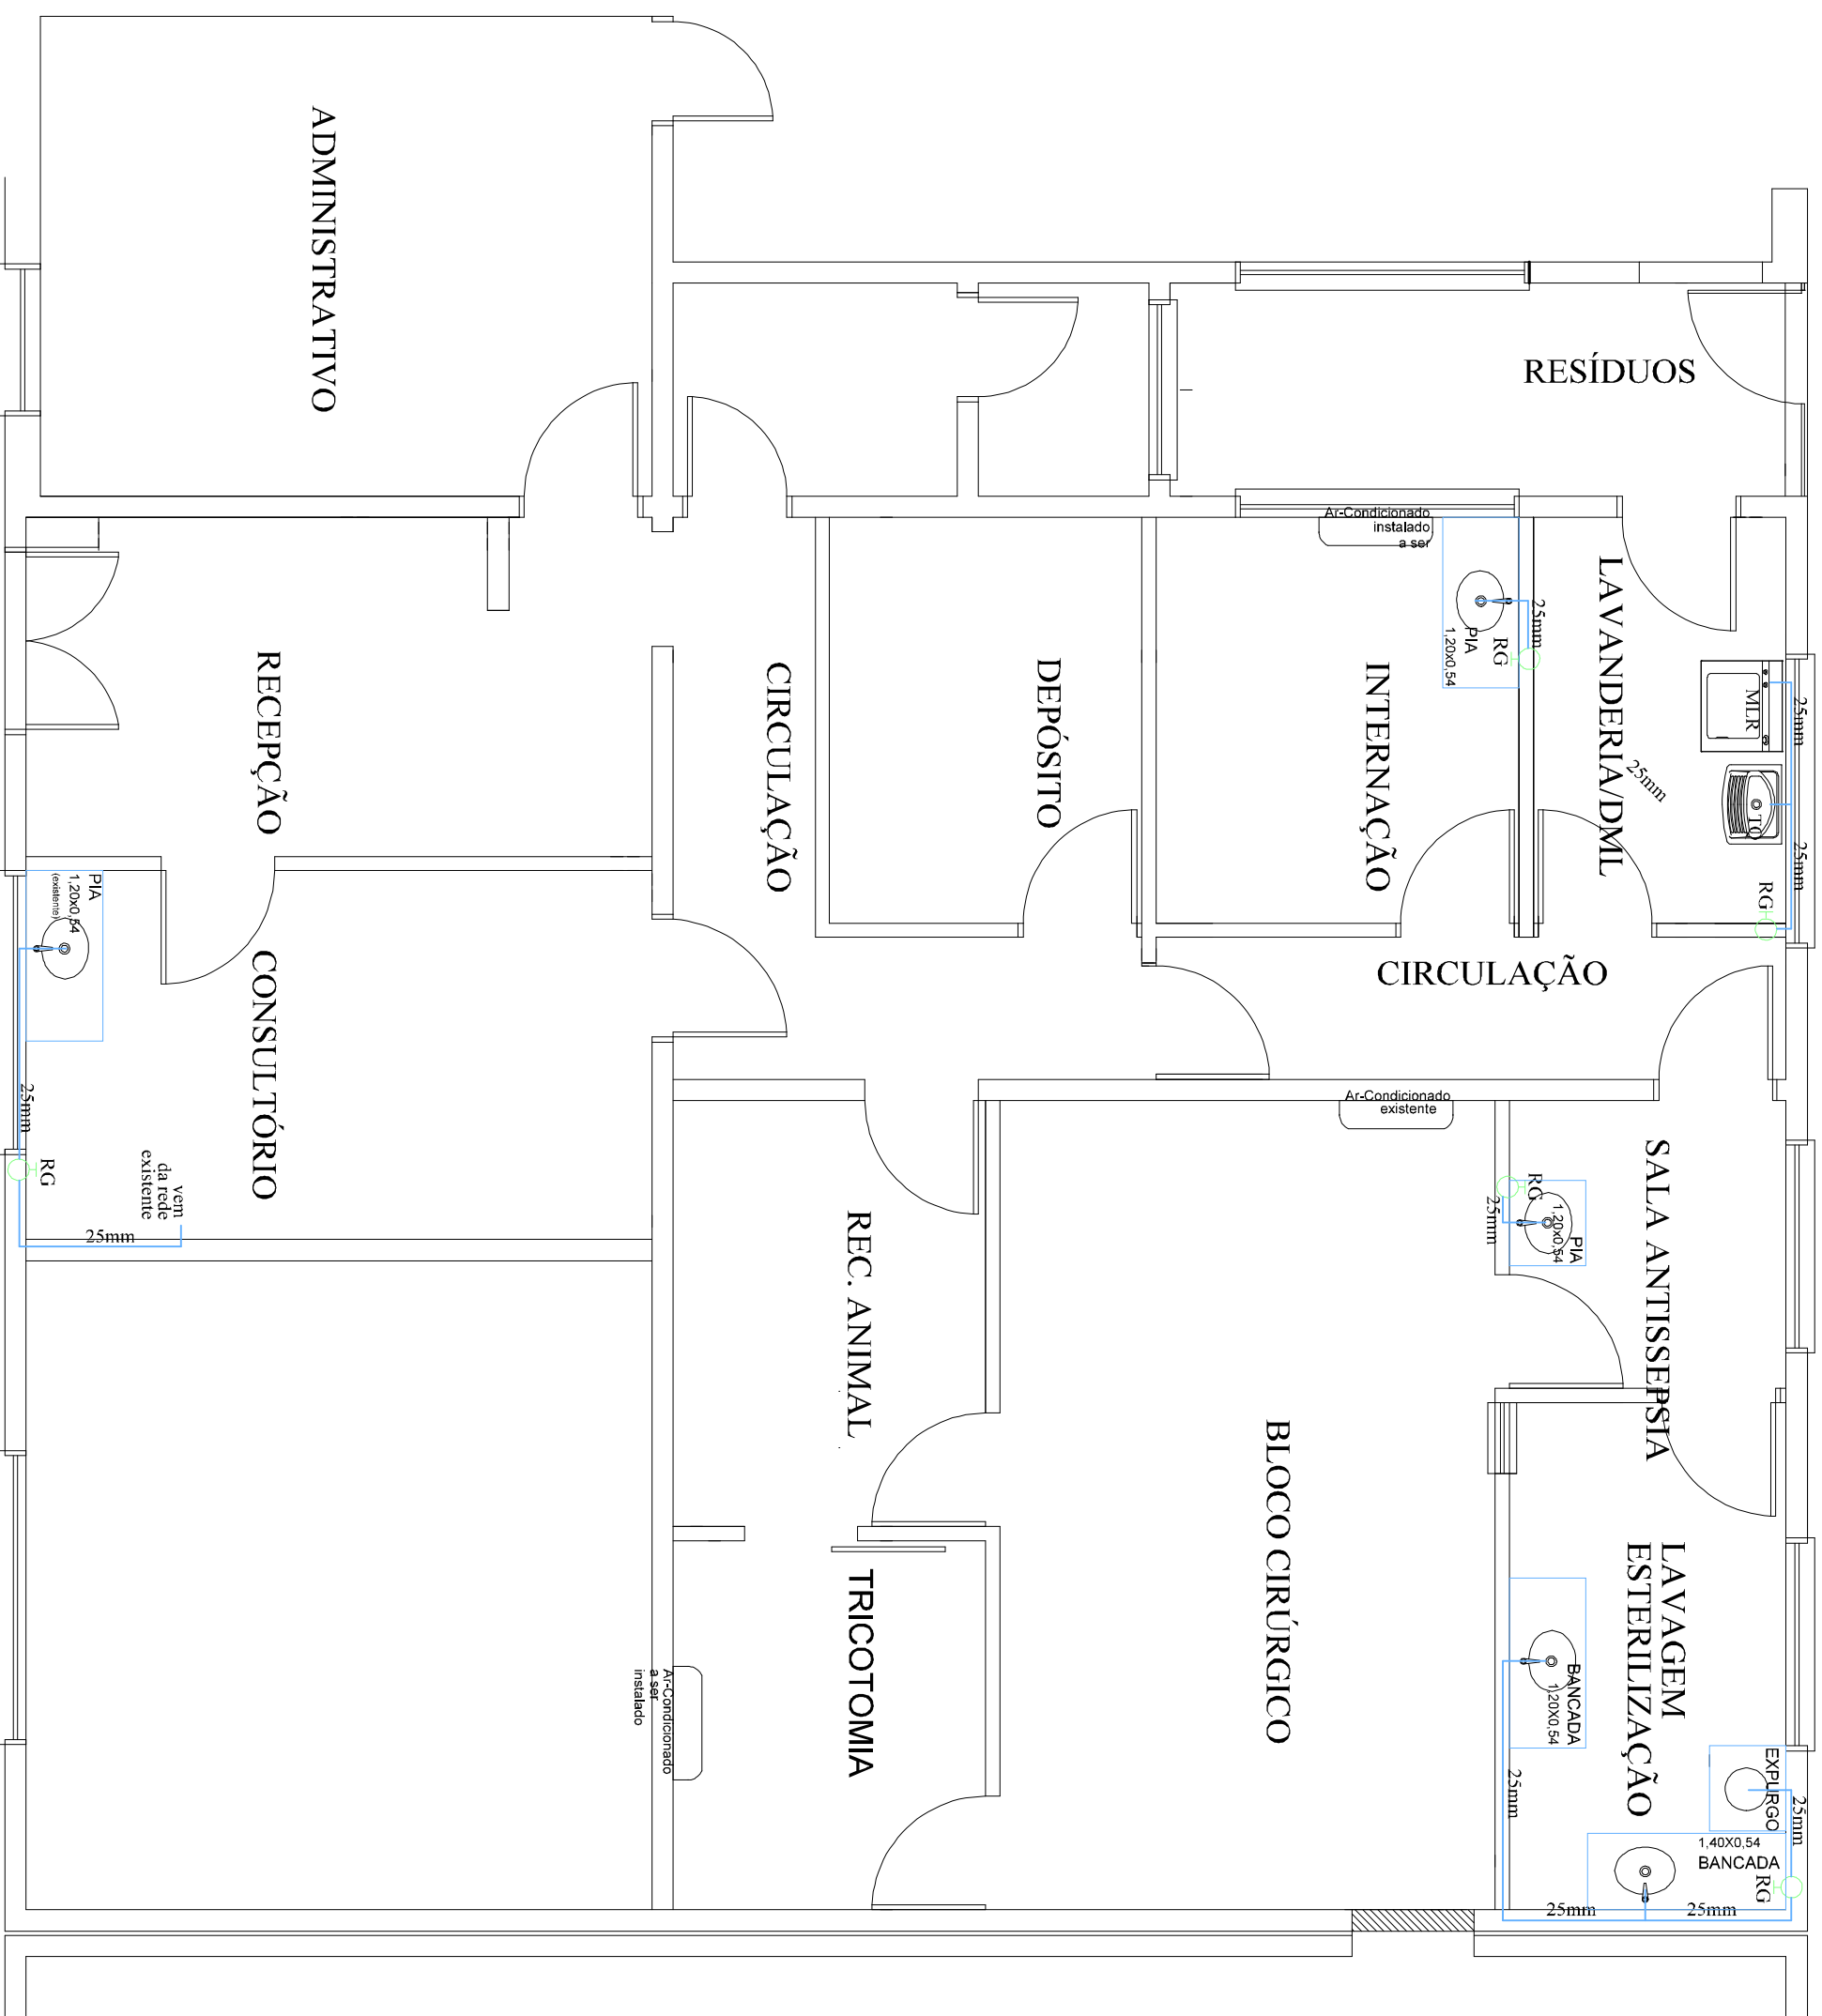 ADMINISTRATIVO
RESÍDUOS
Ar-Condicionado
instalado
a ser
LAVANDERIA/DML
25mm
RG
PIA
1,20x0,54
INTERNAÇÃO
DEPÓSITO
CIRCULAÇÃO
RECEPÇÃO
MLR
25mm
25mm
TQ
25mm
RG
PIA
1,20x0,54
(existente)
CONSULTÓRIO
CIRCULAÇÃO
25mm
RG
vem
da rede
existente
25mm
Ar-Condicionado
existente
SALA ANTISSEPSIA
RG
25mm
PIA
1,20x0,54
REC. ANIMAL
BLOCO CIRÚRGICO
TRICOTOMIA
Ar-Condicionado
a ser
instalado
LAVAGEM
ESTERILIZAÇÃO
BANCADA
1,20X0,54
25mm
EXPURGO
25mm
1,40X0,54
BANCADA
RG
25mm
25mm